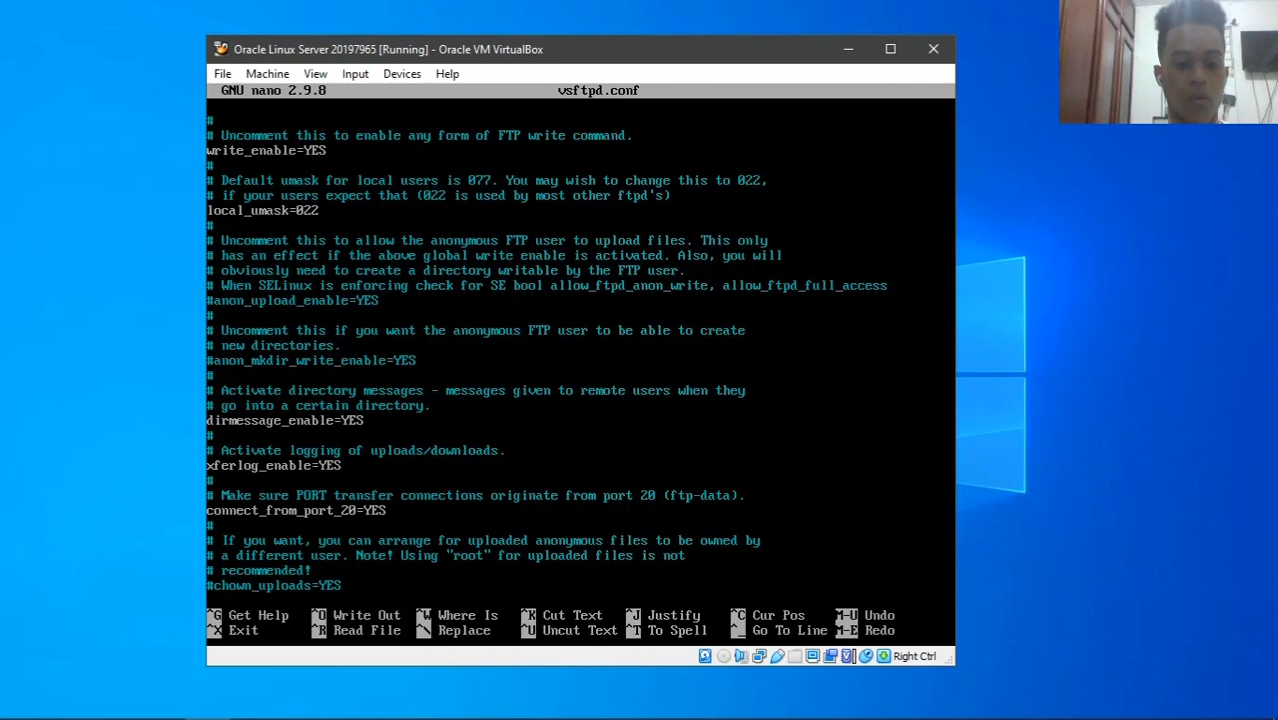 Oracle Linux Server 20197965 [Running] - Oracle VM VirtualBox
File Machine View Input Devices Help
GNU nano 2.9.8 vsftpd.conf
#
# Uncomment this to enable any form of FTP write command.
write_enable=YES
#
# Default umask for local users is 077. You may wish to change this to 022,
# if your users expect that (022 is used by most other ftpd's)
local_umask=022
#
# Uncomment this to allow the anonymous FTP user to upload files. This only
# has an effect if the above global write enable is activated. Also, you will
# obviously need to create a directory writable by the FTP user.
# When SELinux is enforcing check for SE bool allow_ftpd_anon_write, allow_ftpd_full_access
#anon_upload_enable=YES
#
# Uncomment this if you want the anonymous FTP user to be able to create
# new directories.
#anon_mkdir_write_enable=YES
#
# Activate directory messages - messages given to remote users when they
# go into a certain directory.
dirmessage_enable=YES
#
# Activate logging of uploads/downloads.
xferlog_enable=YES
#
# Make sure PORT transfer connections originate from port 20 (ftp-data).
connect_from_port_20=YES
#
# If you want, you can arrange for uploaded anonymous files to be owned by
# a different user. Note! Using "root" for uploaded files is not
# recommended!
#chown_uploads=YES
^G Get Help ^O Write Out ^W Where Is ^K Cut Text ^J Justify ^C Cur Pos M-U Undo
^X Exit ^R Read File ^\ Replace ^U Uncut Text ^T To Spell ^_ Go To Line M-E Redo
Right Ctrl